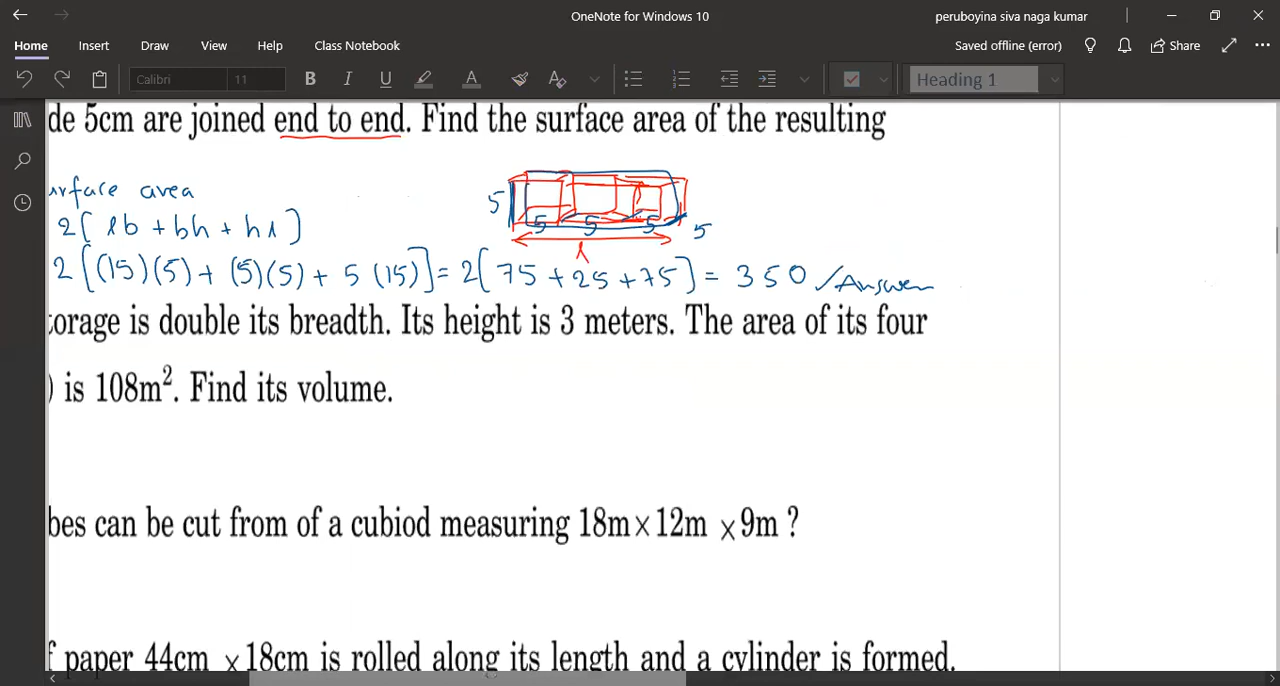 OneNote for Windows 10
peruboyina siva naga kumar
Home Insert Draw View Help Class Notebook
Saved offline (error)
Share
Calibri 11 B I U A Heading 1
de 5cm are joined end to end. Find the surface area of the resulting
urface area
2[lb + bh + hl]
5
5 5 5
5
l
2[(15)(5) + (5)(5) + 5(15)] = 2[75 + 25 + 75] = 350 //Answer
torage is double its breadth. Its height is 3 meters. The area of its four
) is 108m². Find its volume.
bes can be cut from of a cubiod measuring 18m×12m ×9m ?
f paper 44cm ×18cm is rolled along its length and a cylinder is formed.